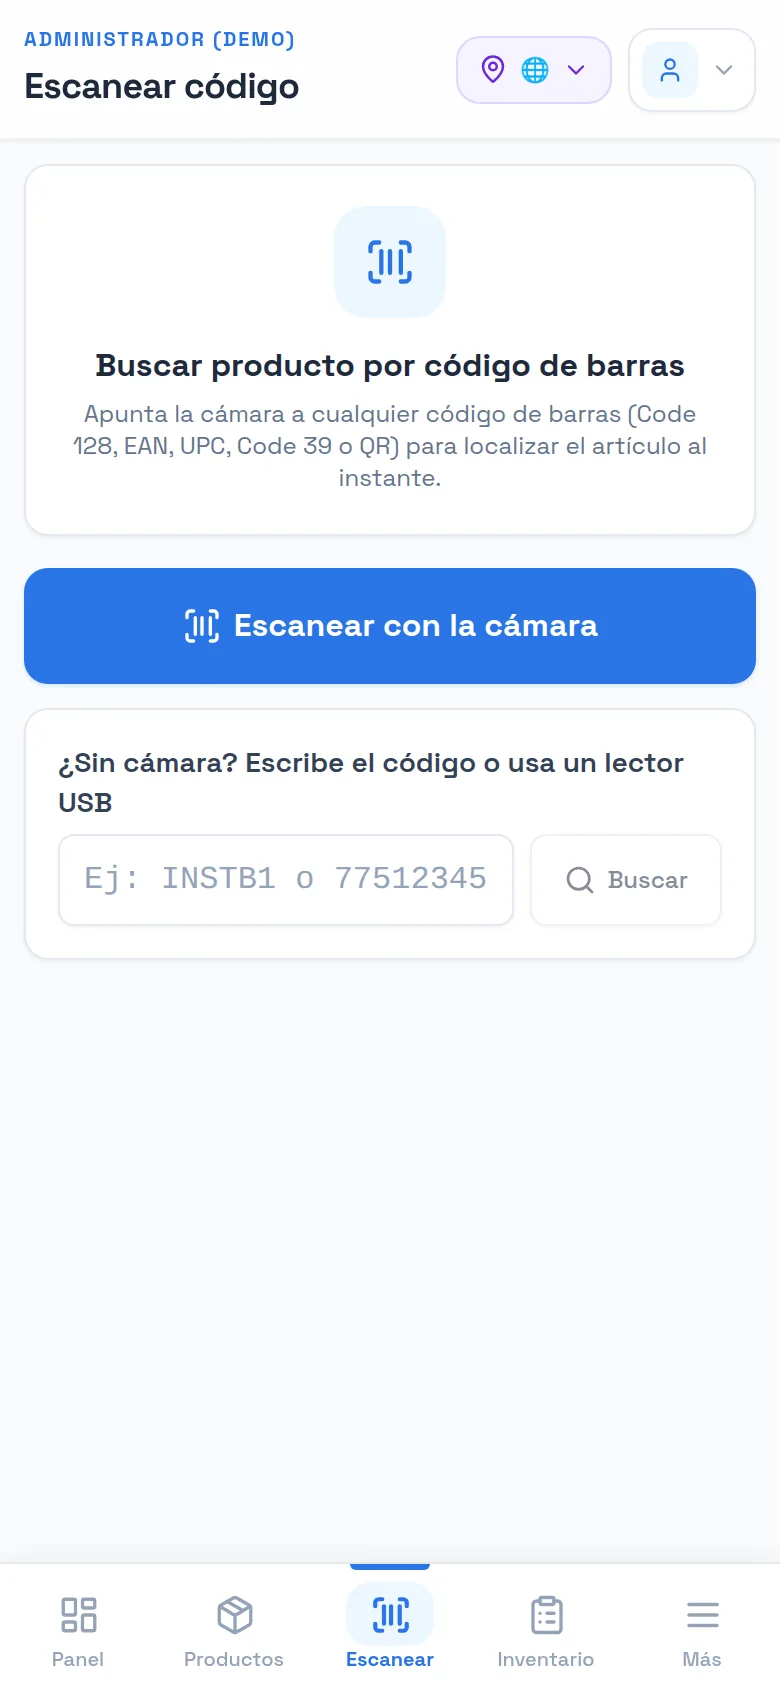 ADMINISTRADOR (DEMO)
Escanear código
Buscar producto por código de barras
Apunta la cámara a cualquier código de barras (Code
128, EAN, UPC, Code 39 o QR) para localizar el artículo al
instante.
Escanear con la cámara
¿Sin cámara? Escribe el código o usa un lector
USB
Ej: INSTB1 o 77512345
Buscar
Panel
Productos
Escanear
Inventario
Más